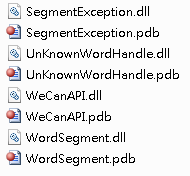 SegmentException.dll
SegmentException.pdb
UnKnownWordHandle.dll
UnKnownWordHandle.pdb
WeCanAPI.dll
WeCanAPI.pdb
WordSegment.dll
WordSegment.pdb